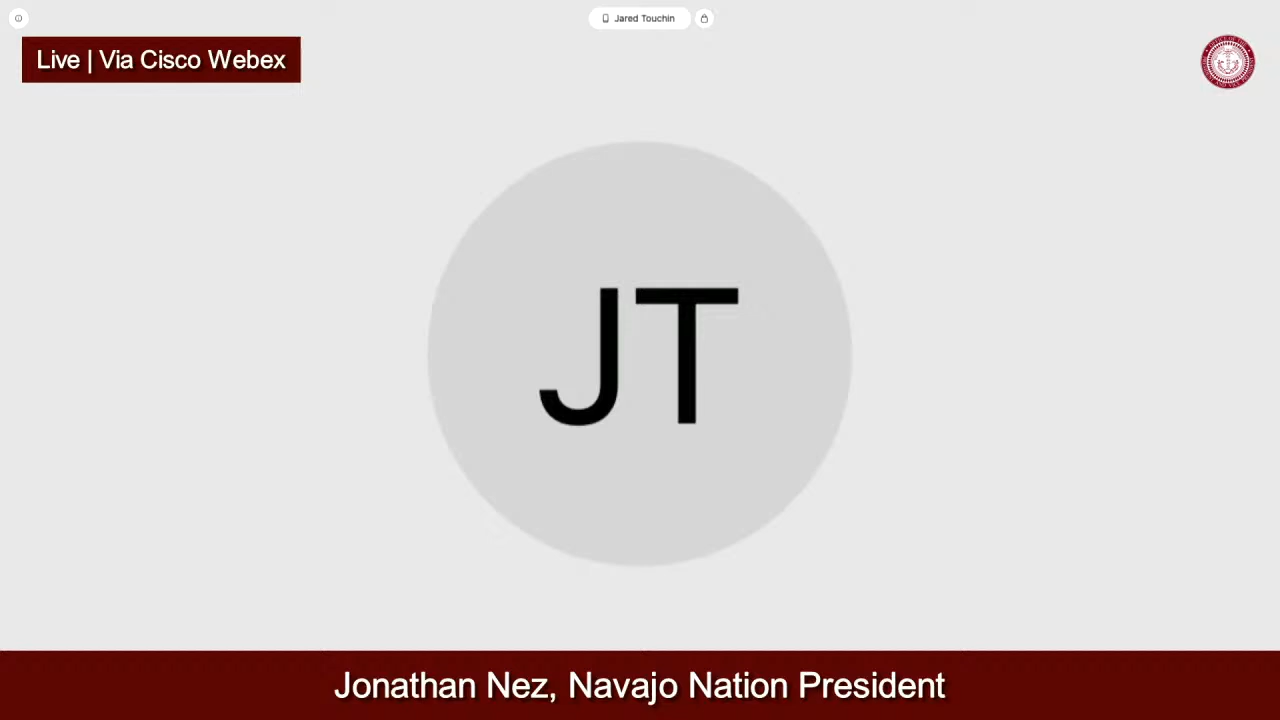 Jared Touchin
Live | Via Cisco Webex
JT
Jonathan Nez, Navajo Nation President